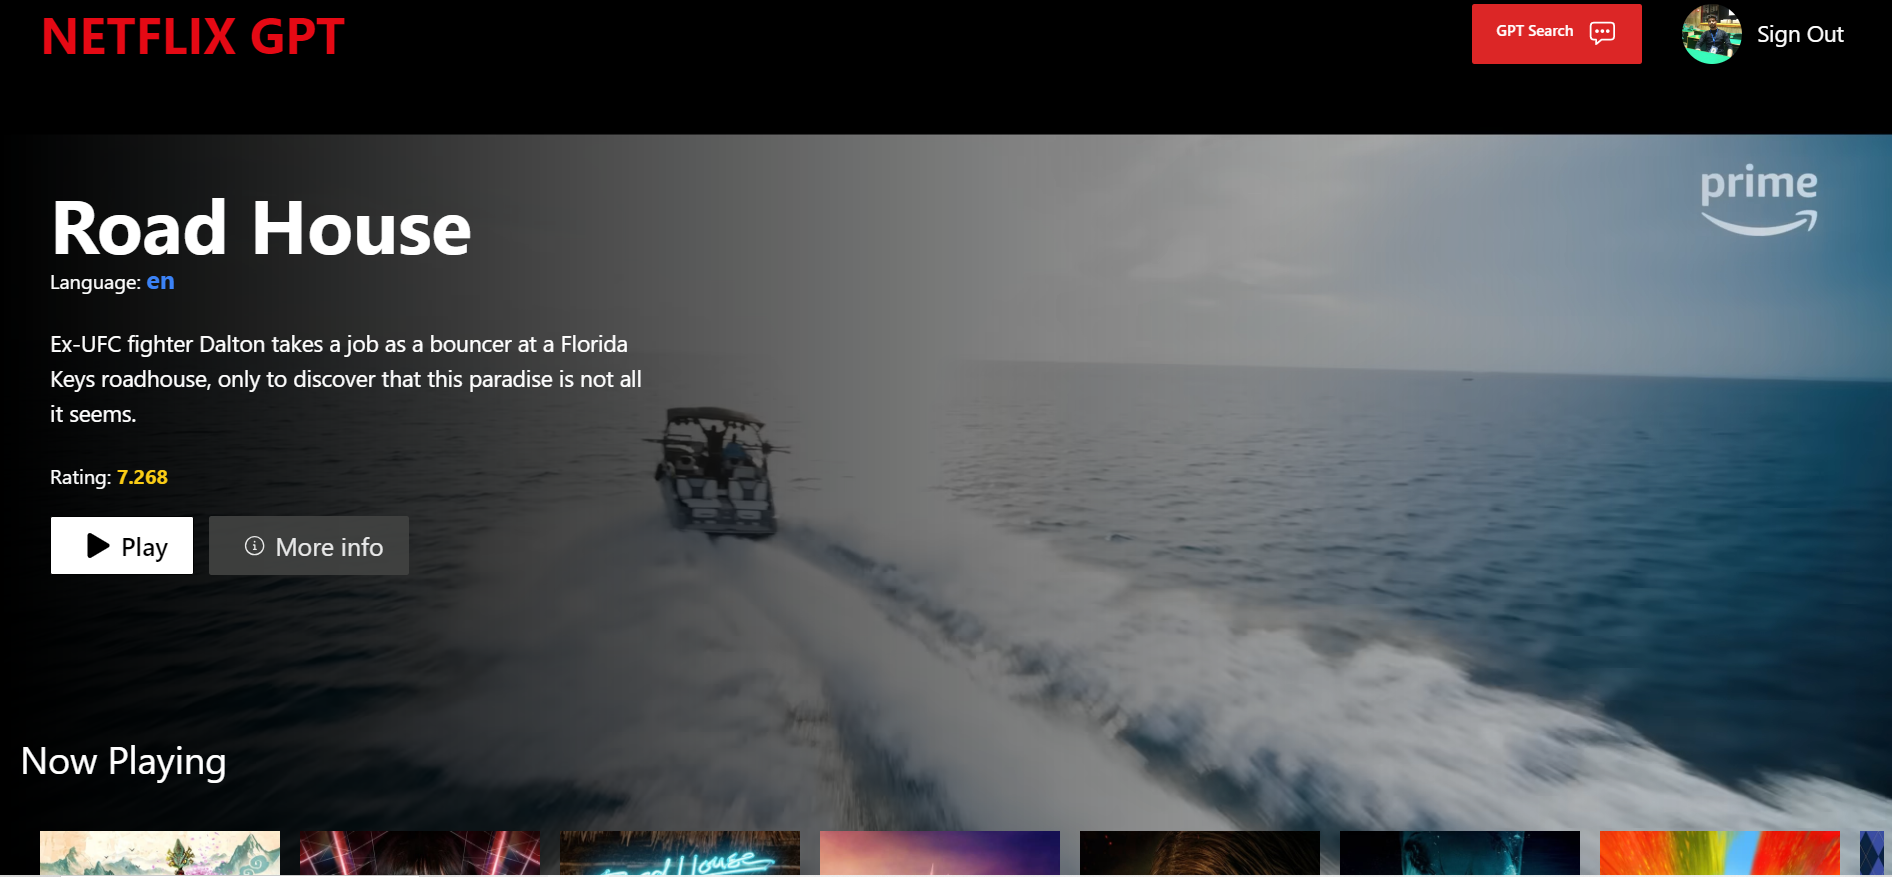 NETFLIX GPT
GPT Search
Sign Out
prime
Road House
Language: en
Ex-UFC fighter Dalton takes a job as a bouncer at a Florida
Keys roadhouse, only to discover that this paradise is not all
it seems.
Rating: 7.268
Play
More info
Now Playing
Road House